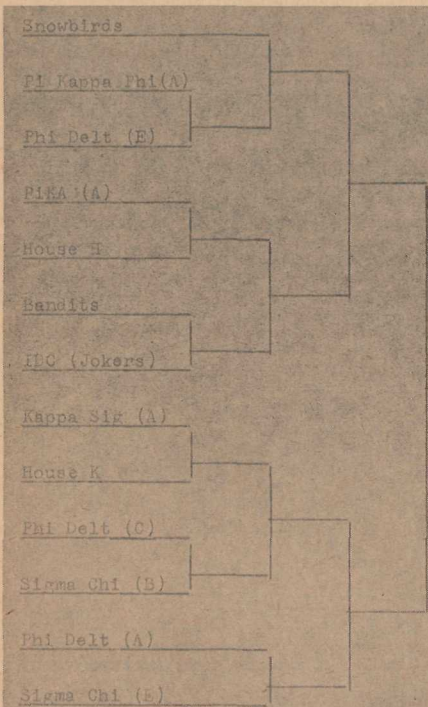 Snowbirds
Pi Kappa Phi(A)
Phi Delt (E)
PiKA (A)
House H
Bandits
IDC (Jokers)
Kappa Sig (A)
House K
Phi Delt (C)
Sigma Chi (B)
Phi Delt (A)
Sigma Chi (E)